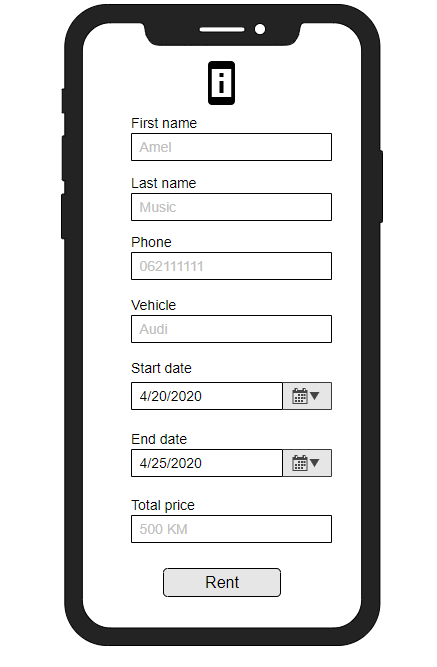 First name
Amel
Last name
Music
Phone
062111111
Vehicle
Audi
Start date
4/20/2020
End date
4/25/2020
Total price
500 KM
Rent